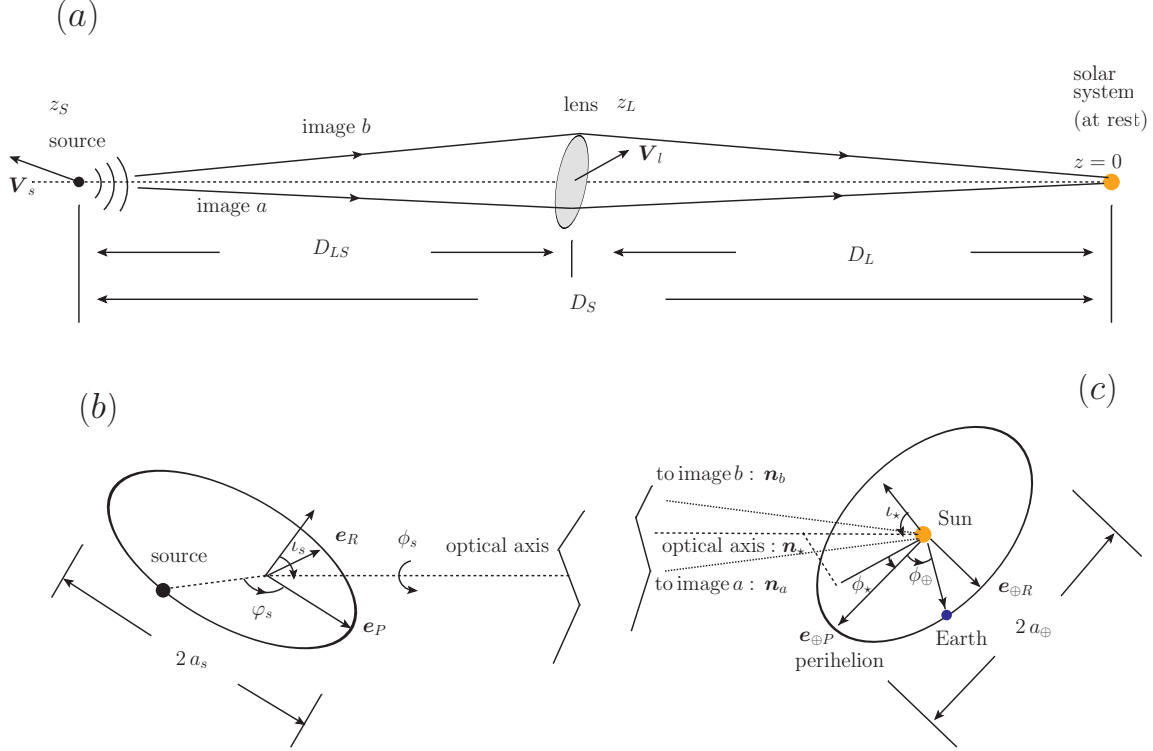 (a)
solar
system
(at rest)
z = 0
z_S
source
lens z_L
image b
V_l
V_s
image a
D_{LS}
D_L
D_S
(b)
(c)
to image b : n_b
source
ι_s
e_R
ϕ_s
optical axis
φ_s
e_P
2 a_s
ι_⋆
Sun
optical axis : n_⋆
to image a : n_a
ϕ_⋆
ϕ_⊕
e_{⊕R}
e_{⊕P}
Earth
perihelion
2 a_⊕